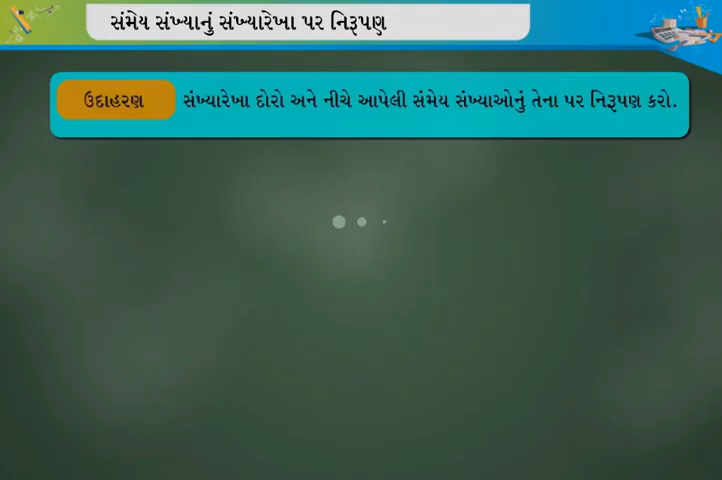 સંમેય સંખ્યાનું સંખ્યારેખા પર નિરૂપણ
ઉદાહરણ સંખ્યારેખા દોરો અને નીચે આપેલી સંમેય સંખ્યાઓનું તેના પર નિરૂપણ કરો.